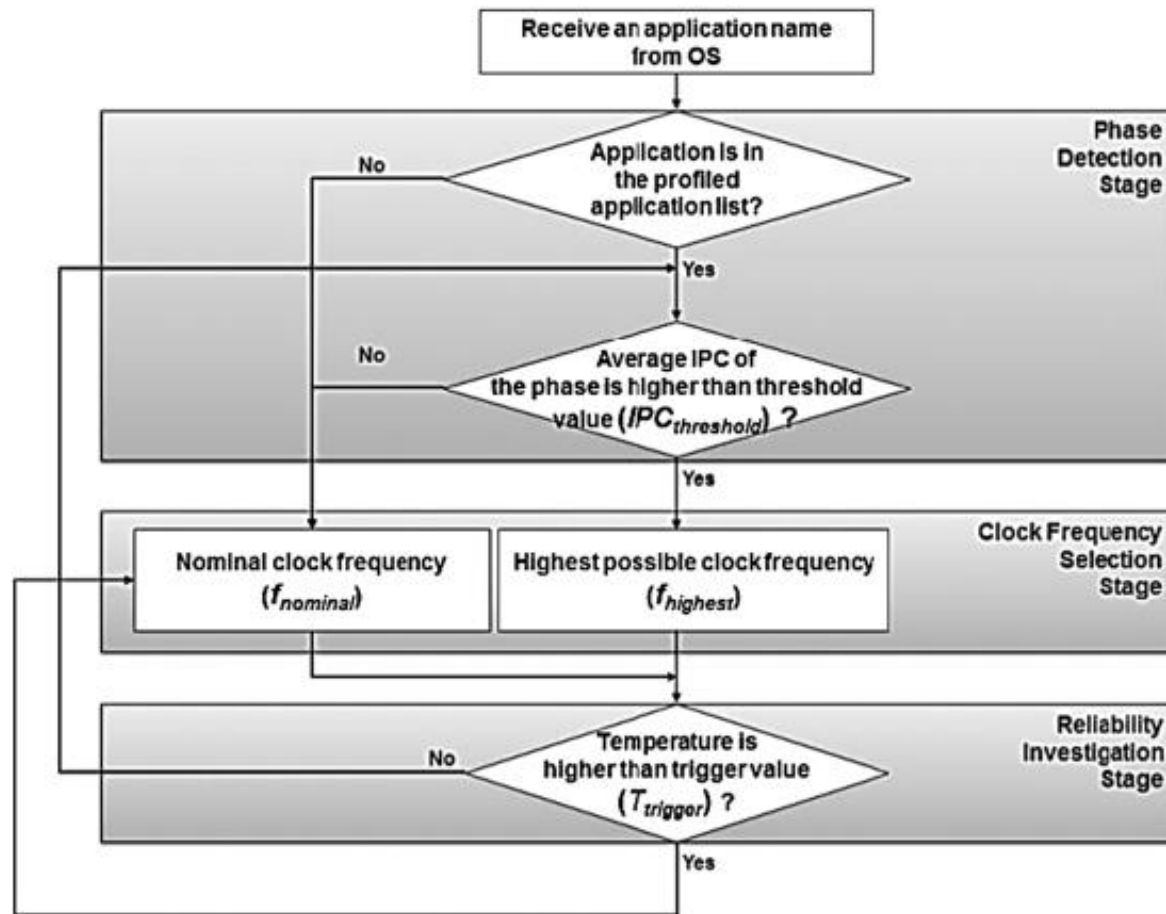 Receive an application name
from OS
Phase
Detection
Stage
Application is in
the profiled
application list?
No
Yes
Average IPC of
the phase is higher than threshold
value (IPCthreshold) ?
No
Yes
Clock Frequency
Selection
Stage
Nominal clock frequency
(fnominal)
Highest possible clock frequency
(fhighest)
Reliability
Investigation
Stage
Temperature is
higher than trigger value
(Ttrigger) ?
No
Yes